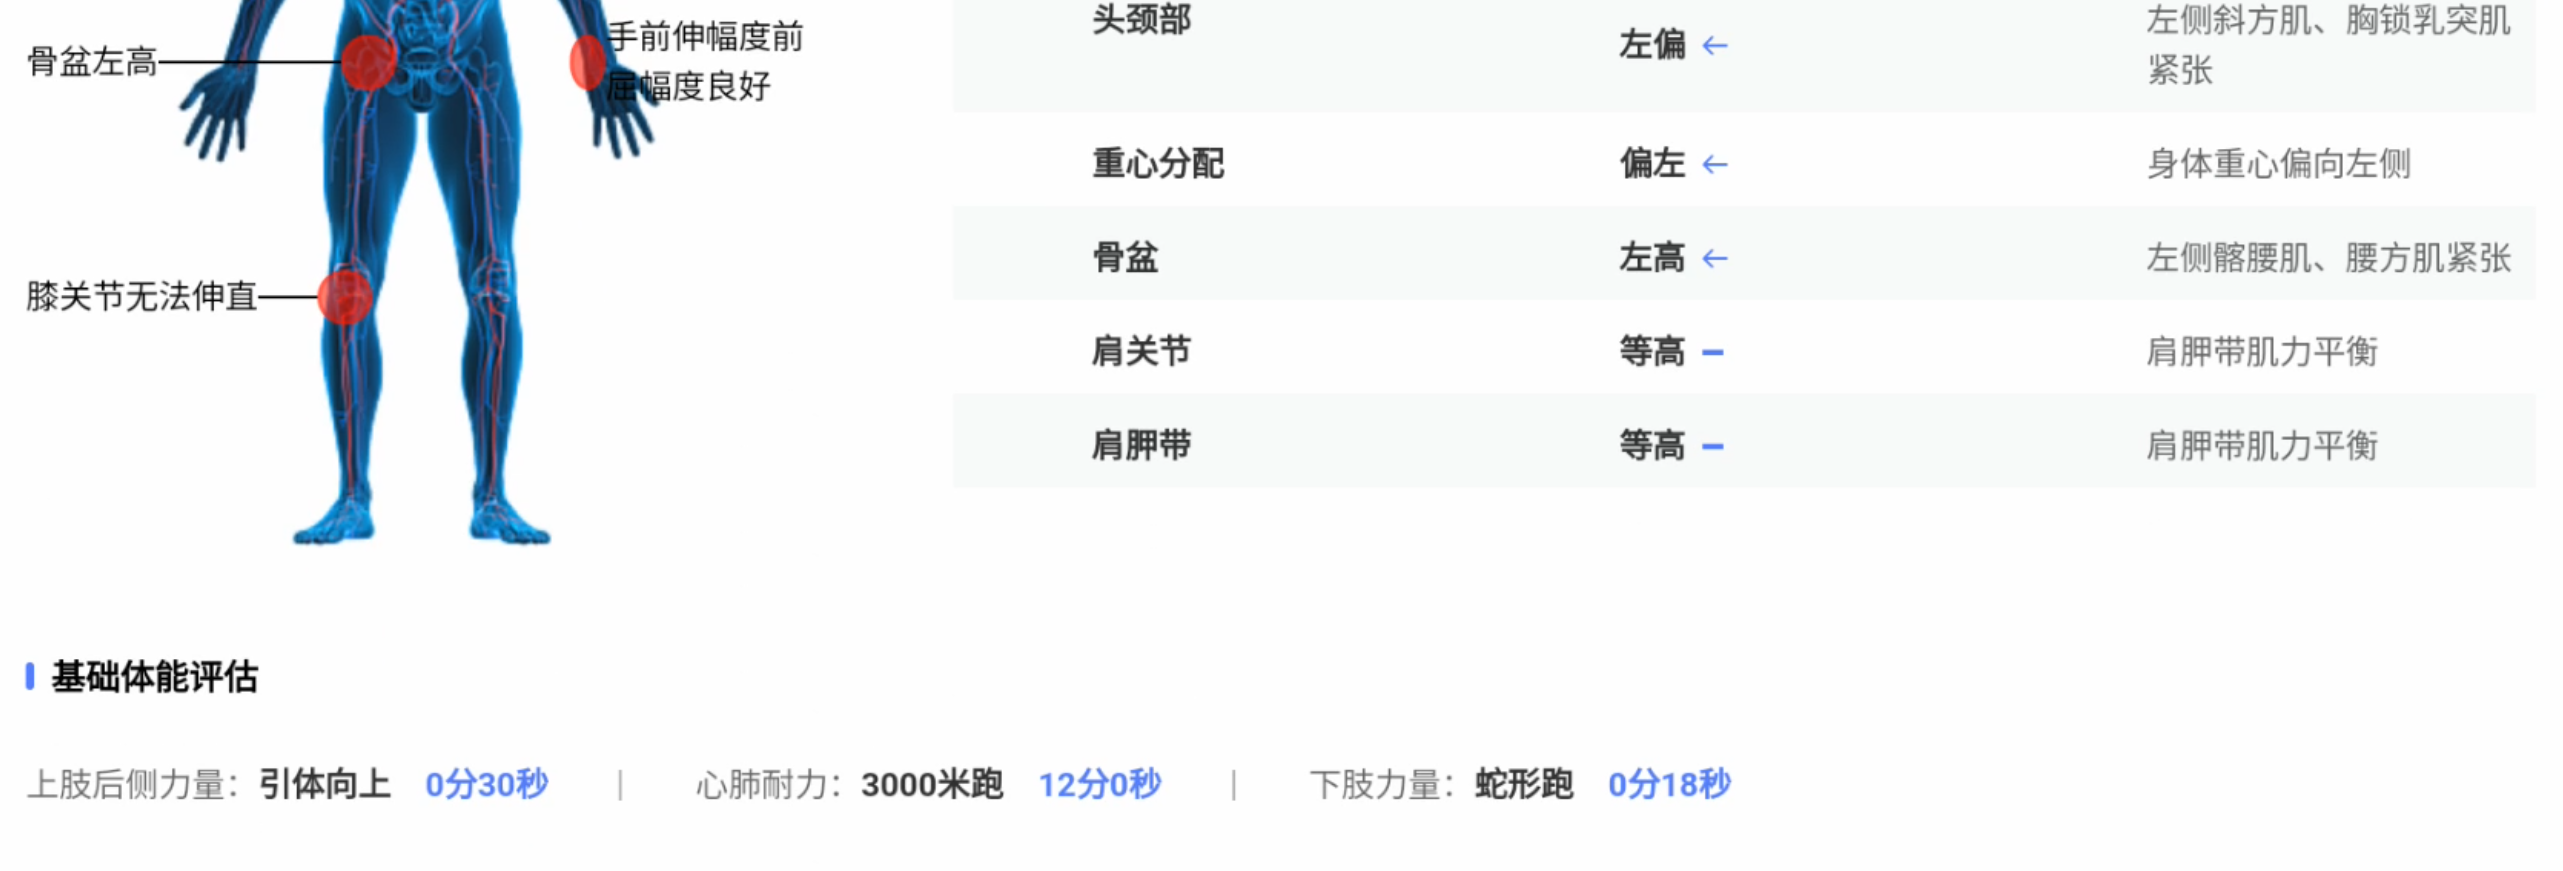 骨盆左高
手前伸幅度前
屈幅度良好
膝关节无法伸直
头颈部 左偏 ← 左侧斜方肌、胸锁乳突肌
紧张
重心分配 偏左 ← 身体重心偏向左侧
骨盆 左高 ← 左侧髂腰肌、腰方肌紧张
肩关节 等高 – 肩胛带肌力平衡
肩胛带 等高 – 肩胛带肌力平衡
基础体能评估
上肢后侧力量：引体向上 0分30秒 | 心肺耐力：3000米跑 12分0秒 | 下肢力量：蛇形跑 0分18秒